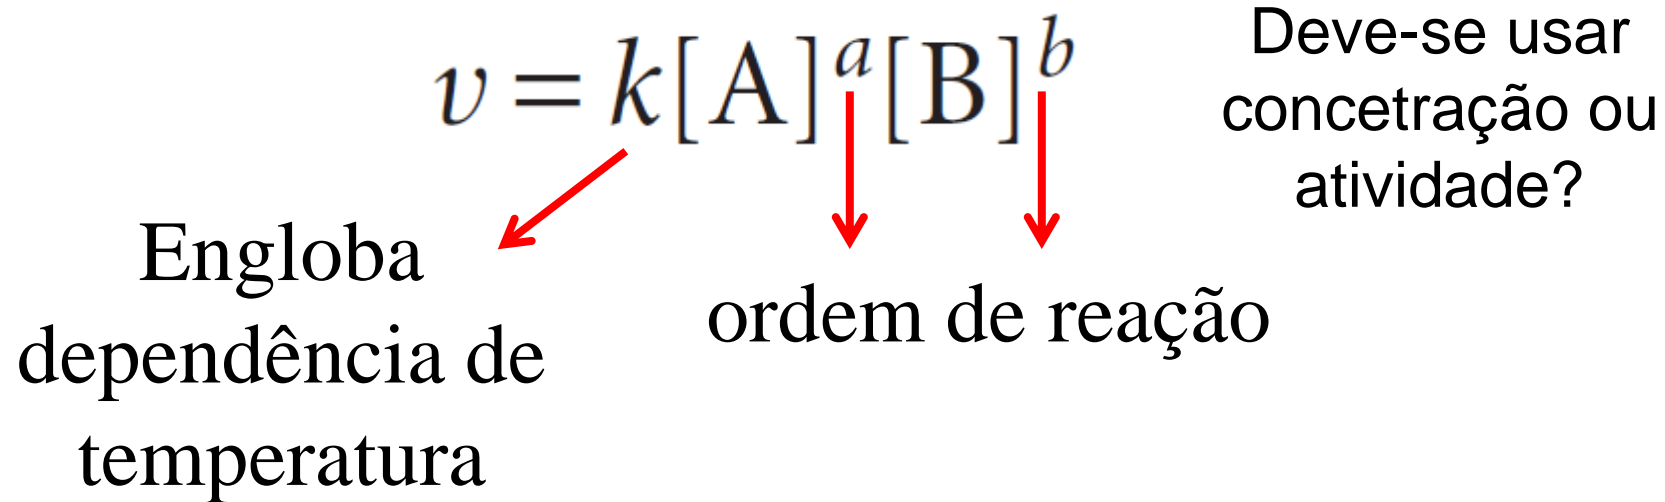 v = k[A]ᵃ[B]ᵇ
Deve-se usar
concetração ou
atividade?
Engloba
dependência de
temperatura
ordem de reação